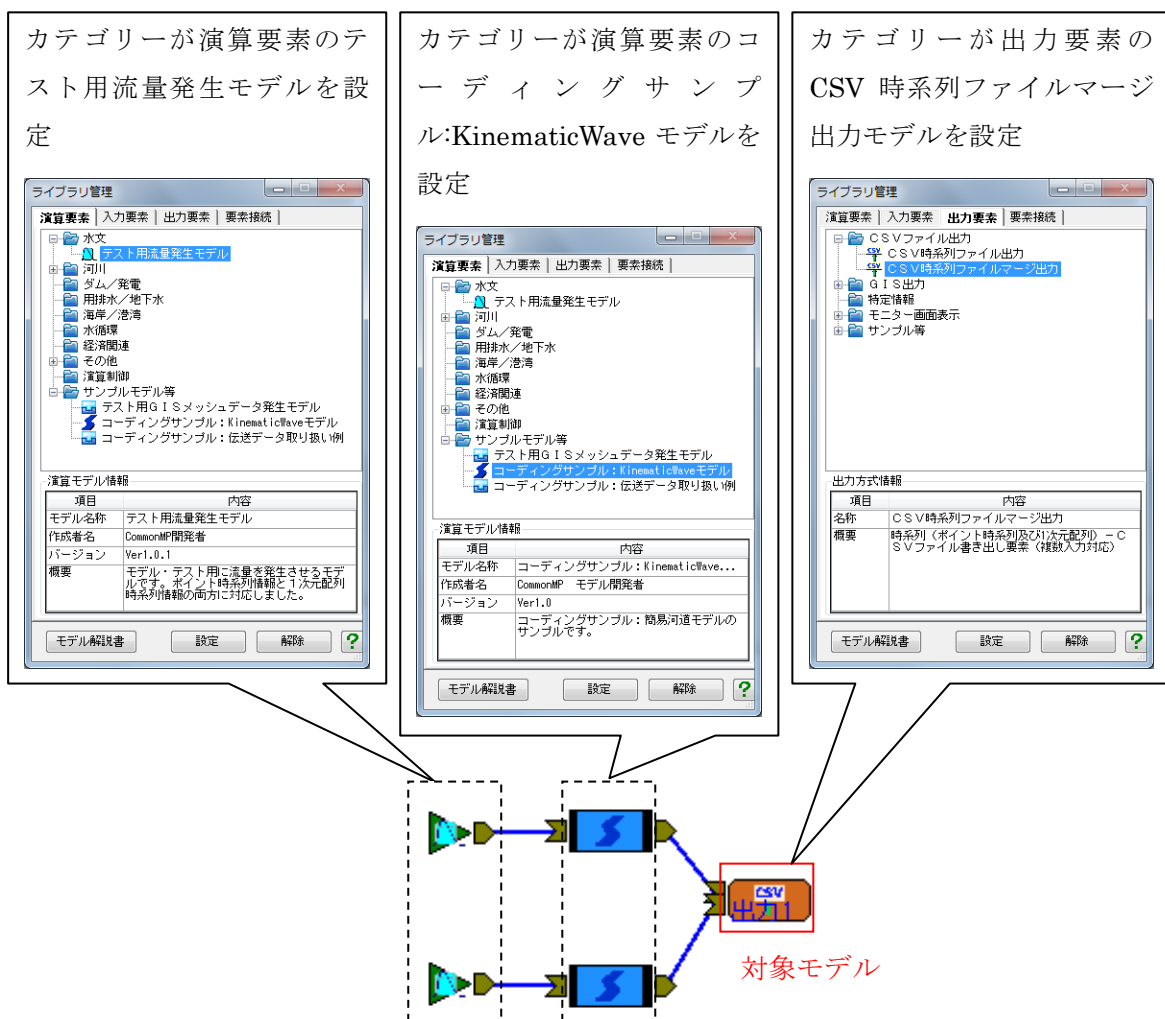 カテゴリーが演算要素のテ
スト用流量発生モデルを設
定
ライブラリ管理
演算要素 入力要素 出力要素 要素接続
水文
テスト用流量発生モデル
河川
ダム／発電
用排水／地下水
海岸／港湾
水循環
経済関連
その他
演算制御
サンプルモデル等
テスト用ＧＩＳメッシュデータ発生モデル
コーディングサンプル：KinematicWaveモデル
コーディングサンプル：伝送データ取り扱い例
演算モデル情報
項目 内容
モデル名称 テスト用流量発生モデル
作成者名 CommonMP開発者
バージョン Ver1.0.1
概要 モデル・テスト用に流量を発生させるモデ
ルです。ポイント時系列情報と１次元配列
時系列情報の両方に対応しました。
モデル解説書 設定 解除 ?
カテゴリーが演算要素のコ
ーディングサンプ
ル:KinematicWave モデルを
設定
ライブラリ管理
演算要素 入力要素 出力要素 要素接続
水文
テスト用流量発生モデル
河川
ダム／発電
用排水／地下水
海岸／港湾
水循環
経済関連
その他
演算制御
サンプルモデル等
テスト用ＧＩＳメッシュデータ発生モデル
コーディングサンプル：KinematicWaveモデル
コーディングサンプル：伝送データ取り扱い例
演算モデル情報
項目 内容
モデル名称 コーディングサンプル：KinematicWave...
作成者名 CommonMP モデル開発者
バージョン Ver1.0
概要 コーディングサンプル：簡易河道モデルの
サンプルです。
モデル解説書 設定 解除 ?
カテゴリーが出力要素の
CSV 時系列ファイルマージ
出力モデルを設定
ライブラリ管理
演算要素 入力要素 出力要素 要素接続
ＣＳＶファイル出力
ＣＳＶ時系列ファイル出力
ＣＳＶ時系列ファイルマージ出力
ＧＩＳ出力
特定情報
モニター画面表示
サンプル等
出力方式情報
項目 内容
名称 ＣＳＶ時系列ファイルマージ出力
概要 時系列（ポイント時系列及び1次元配列）－Ｃ
ＳＶファイル書き出し要素（複数入力対応）
モデル解説書 設定 解除 ?
CSV
出力1
対象モデル